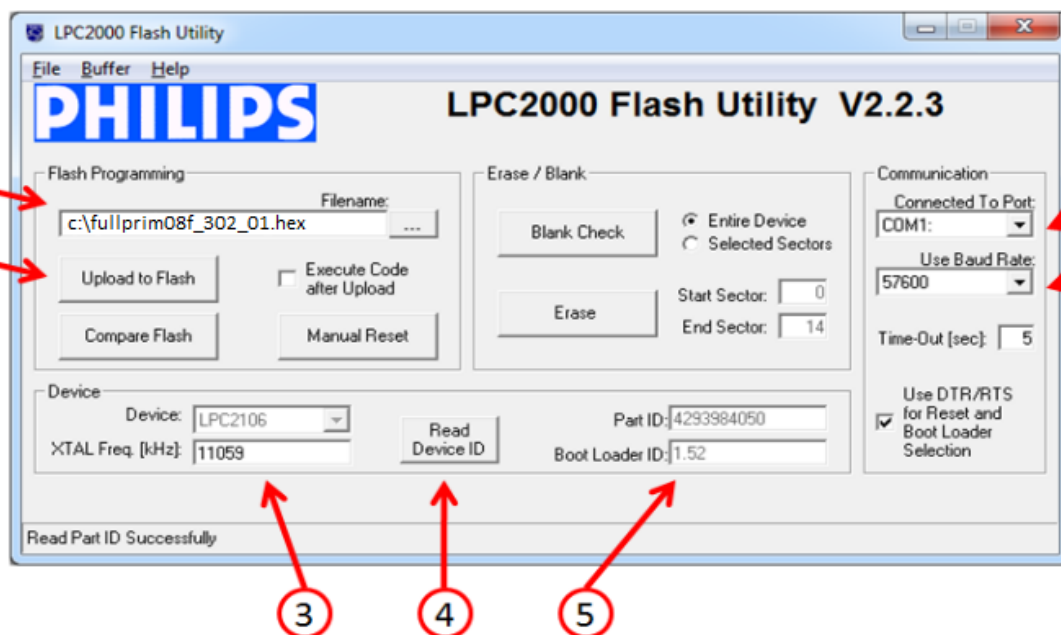 LPC2000 Flash Utility
File Buffer Help
PHILIPS
LPC2000 Flash Utility V2.2.3
Flash Programming
Filename:
c:\fullprim08f_302_01.hex
...
Upload to Flash
Execute Code
after Upload
Compare Flash
Manual Reset
Erase / Blank
Blank Check
Entire Device
Selected Sectors
Erase
Start Sector: 0
End Sector: 14
Communication
Connected To Port:
COM1:
Use Baud Rate:
57600
Time-Out [sec]: 5
Use DTR/RTS
for Reset and
Boot Loader
Selection
Device
Device: LPC2106
XTAL Freq. [kHz]: 11059
Read
Device ID
Part ID: 4293984050
Boot Loader ID: 1.52
Read Part ID Successfully
3
4
5